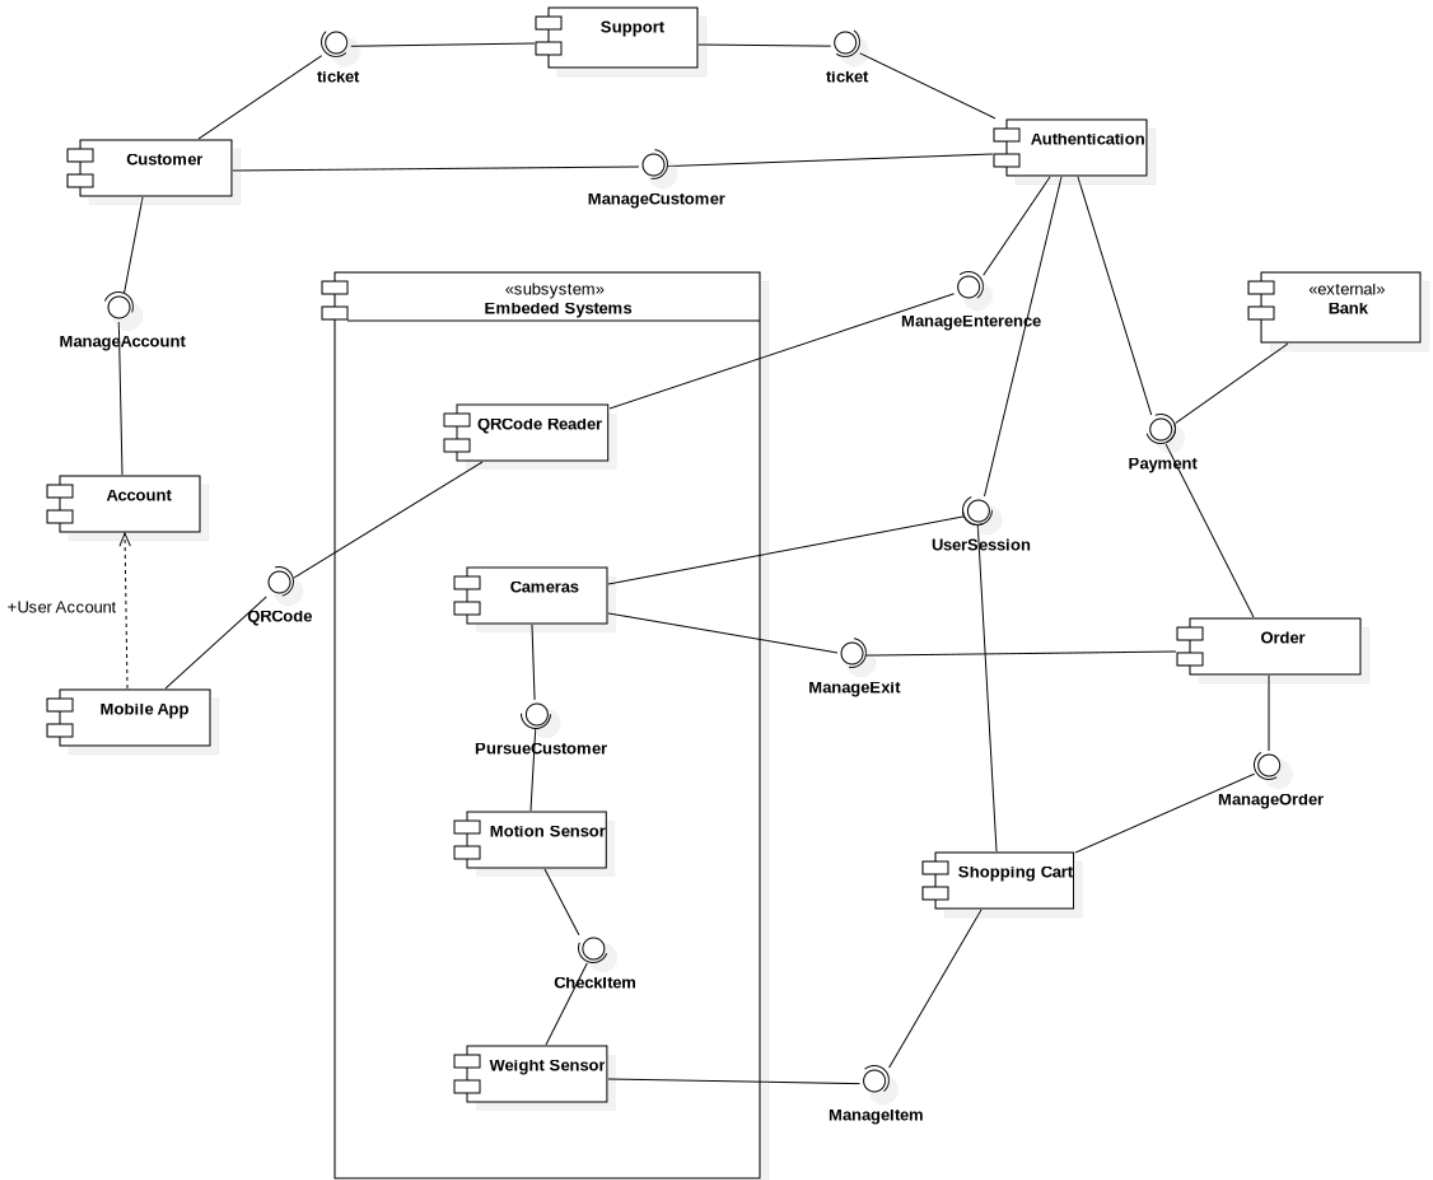 Support
ticket
ticket
Authentication
Customer
ManageCustomer
«subsystem»
Embeded Systems
«external»
Bank
ManageEnterence
ManageAccount
QRCode Reader
Payment
Account
UserSession
Cameras
+User Account
QRCode
Order
ManageExit
Mobile App
PursueCustomer
ManageOrder
Motion Sensor
Shopping Cart
CheckItem
Weight Sensor
ManageItem